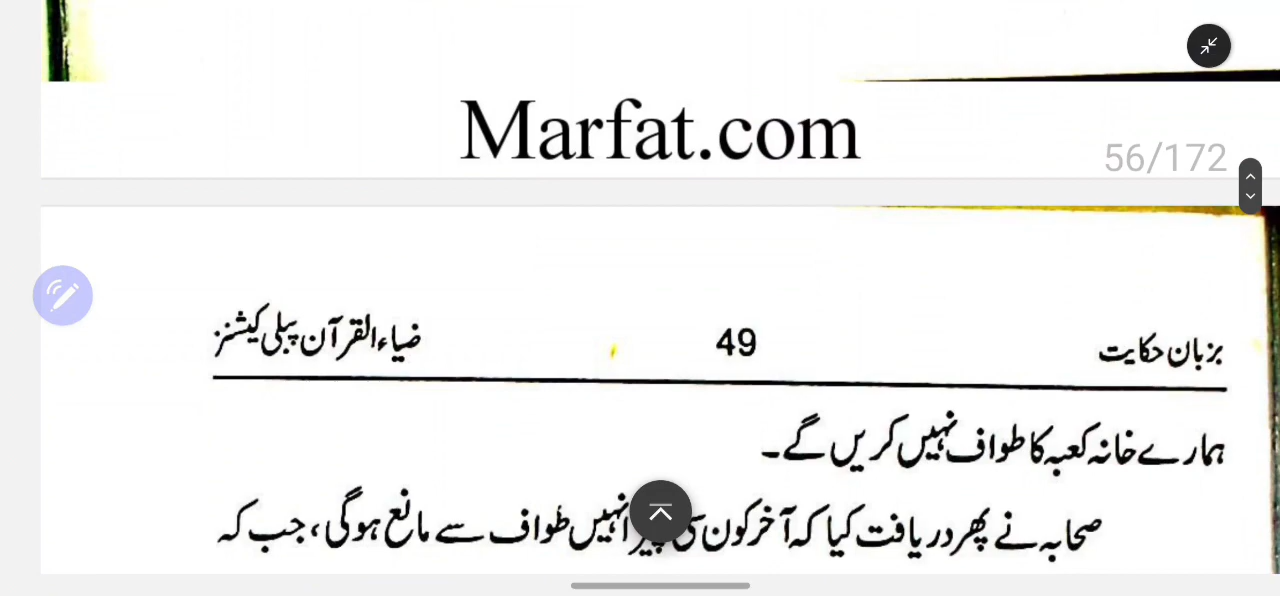 Marfat.com
56/172
بزبان حکایت 49 ضیاء القرآن پبلی کیشنز
ہمارے خانہ کعبہ کا طواف نہیں کریں گے۔
صحابہ نے پھر دریافت کیا کہ آخر کون سی انہیں طواف سے مانع ہوگی، جب کہ